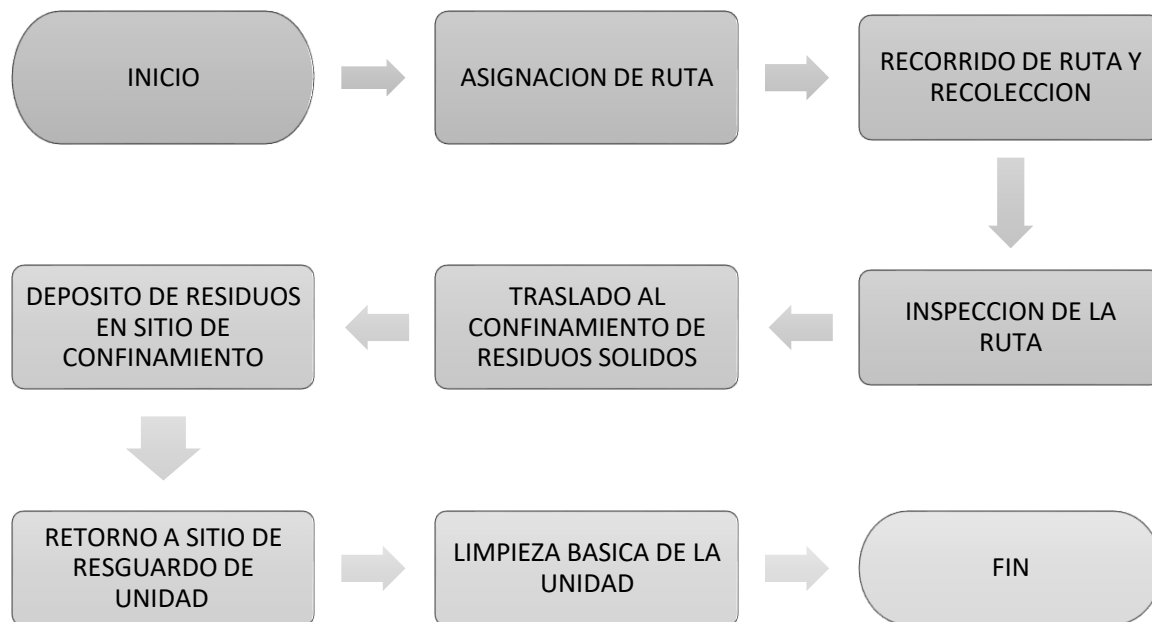 INICIO
ASIGNACION DE RUTA
RECORRIDO DE RUTA Y
RECOLECCION
INSPECCION DE LA
RUTA
TRASLADO AL
CONFINAMIENTO DE
RESIDUOS SOLIDOS
DEPOSITO DE RESIDUOS
EN SITIO DE
CONFINAMIENTO
RETORNO A SITIO DE
RESGUARDO DE
UNIDAD
LIMPIEZA BASICA DE LA
UNIDAD
FIN